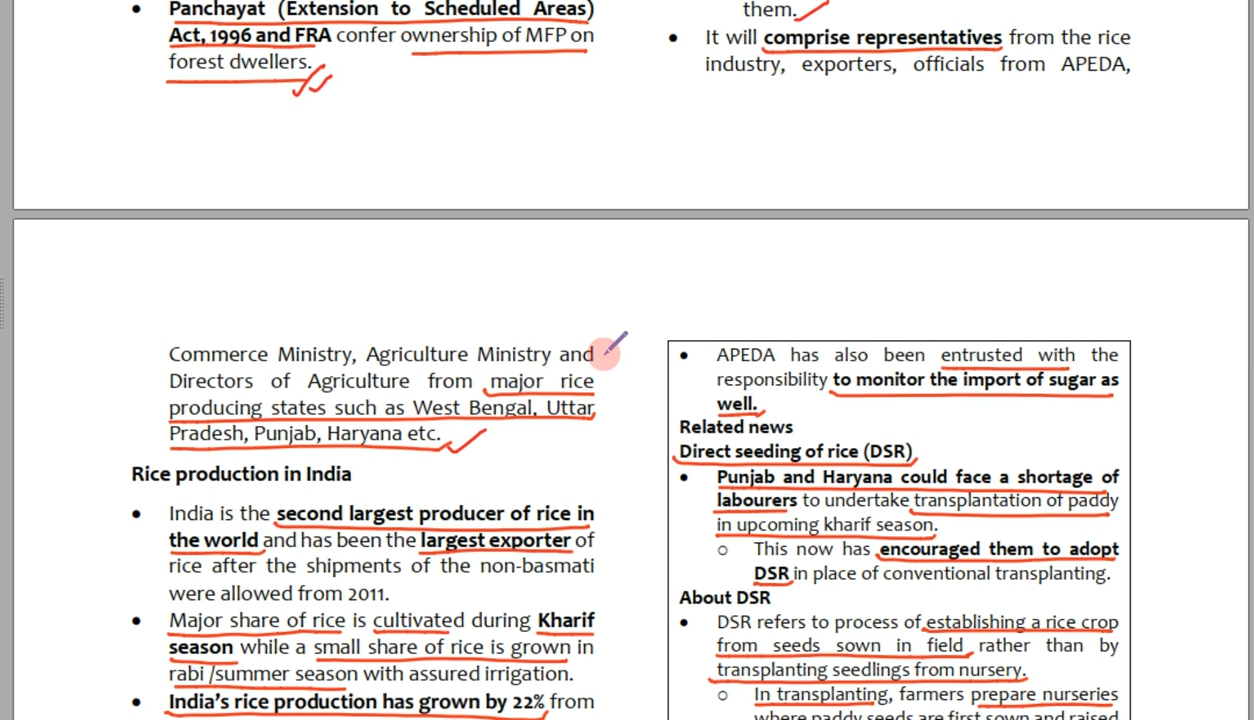 • Panchayat (Extension to Scheduled Areas)
Act, 1996 and FRA confer ownership of MFP on
forest dwellers.
them.
• It will comprise representatives from the rice
industry, exporters, officials from APEDA,
Commerce Ministry, Agriculture Ministry and
Directors of Agriculture from major rice
producing states such as West Bengal, Uttar
Pradesh, Punjab, Haryana etc.
Rice production in India
• India is the second largest producer of rice in
the world and has been the largest exporter of
rice after the shipments of the non-basmati
were allowed from 2011.
• Major share of rice is cultivated during Kharif
season while a small share of rice is grown in
rabi /summer season with assured irrigation.
• India's rice production has grown by 22% from
• APEDA has also been entrusted with the
responsibility to monitor the import of sugar as
well.
Related news
Direct seeding of rice (DSR)
• Punjab and Haryana could face a shortage of
labourers to undertake transplantation of paddy
in upcoming kharif season.
o This now has encouraged them to adopt
DSR in place of conventional transplanting.
About DSR
• DSR refers to process of establishing a rice crop
from seeds sown in field rather than by
transplanting seedlings from nursery.
o In transplanting, farmers prepare nurseries
where paddy seeds are first sown and raised